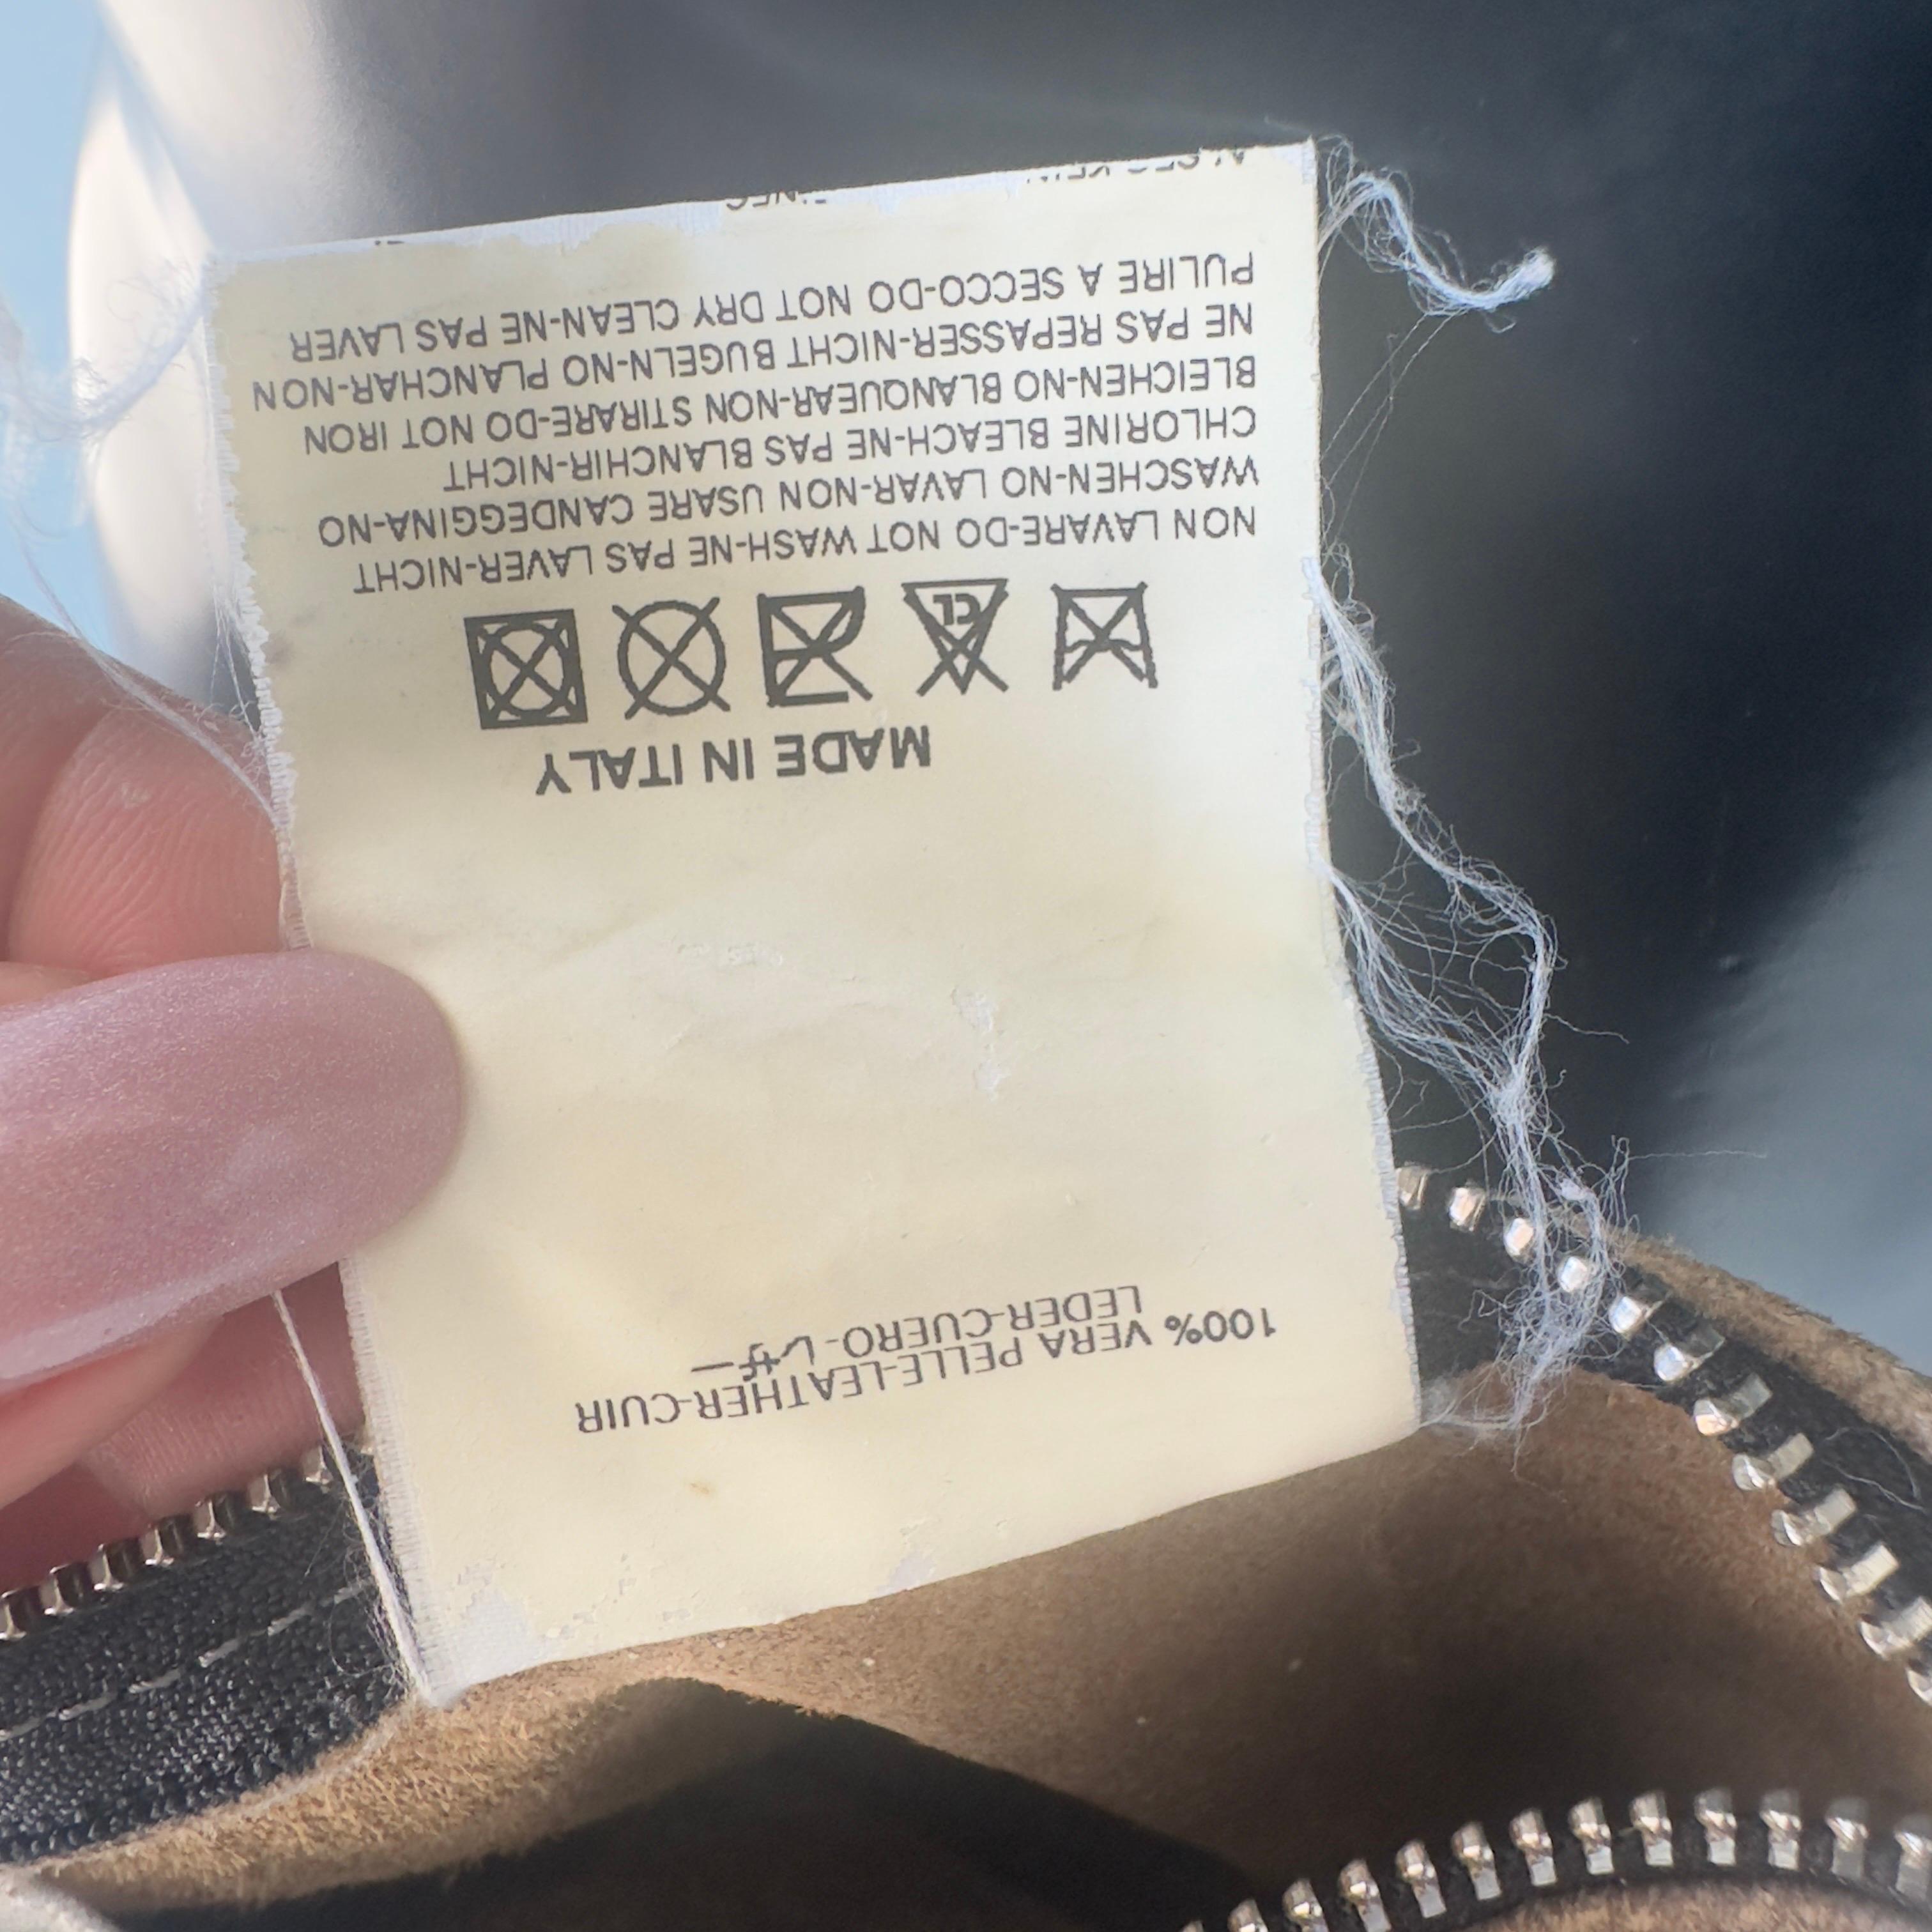 100% VERA PELLE-LEATHER-CUIR
LEDER-CUERO-レザー
MADE IN ITALY
CL
NON LAVARE-DO NOT WASH-NE PAS LAVER-NICHT
WASCHEN-NO LAVAR-NON USARE CANDEGGINA-NO
CHLORINE BLEACH-NE PAS BLANCHIR-NICHT
BLEICHEN-NO BLANQUEAR-NON STIRARE-DO NOT IRON
NE PAS REPASSER-NICHT BUGELN-NO PLANCHAR-NON
PULIRE A SECCO-DO NOT DRY CLEAN-NE PAS LAVER